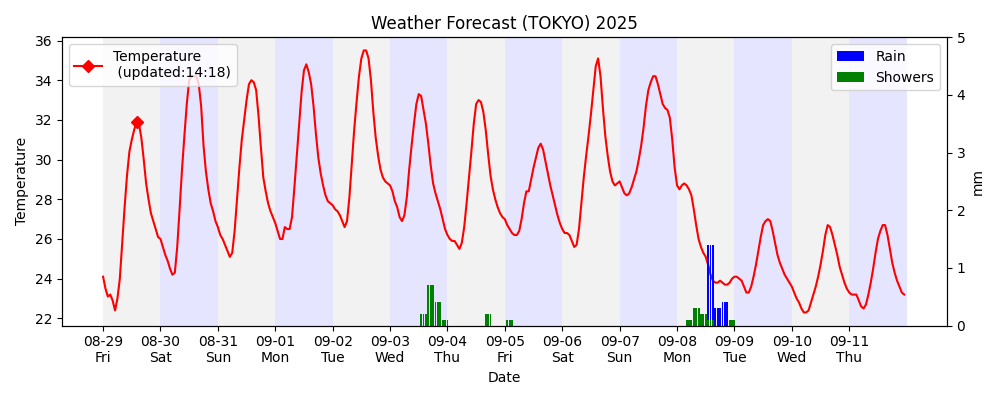 Weather Forecast (TOKYO) 2025
Temperature
(updated:14:18)
Rain
Showers
36
34
32
30
28
26
24
22
Temperature
5
4
3
2
1
0
mm
08-29 08-30 08-31 09-01 09-02 09-03 09-04 09-05 09-06 09-07 09-08 09-09 09-10 09-11
Fri Sat Sun Mon Tue Wed Thu Fri Sat Sun Mon Tue Wed Thu
Date